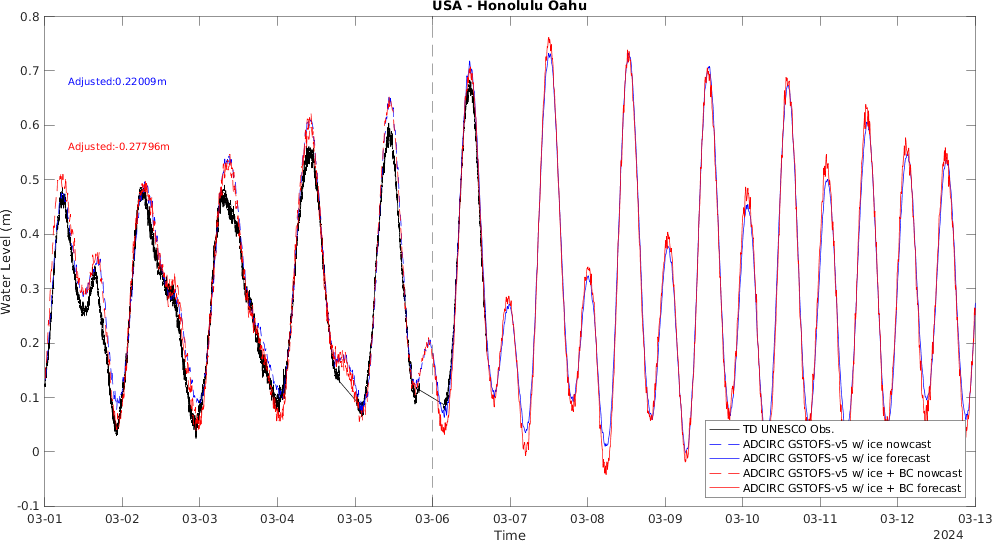 USA - Honolulu Oahu
0.8
0.7
0.6
0.5
0.4
0.3
0.2
0.1
0
-0.1
Water Level (m)
Adjusted:0.22009m
Adjusted:-0.27796m
TD UNESCO Obs.
ADCIRC GSTOFS-v5 w/ ice nowcast
ADCIRC GSTOFS-v5 w/ ice forecast
ADCIRC GSTOFS-v5 w/ ice + BC nowcast
ADCIRC GSTOFS-v5 w/ ice + BC forecast
03-01 03-02 03-03 03-04 03-05 03-06 03-07 03-08 03-09 03-10 03-11 03-12 03-13
Time
2024